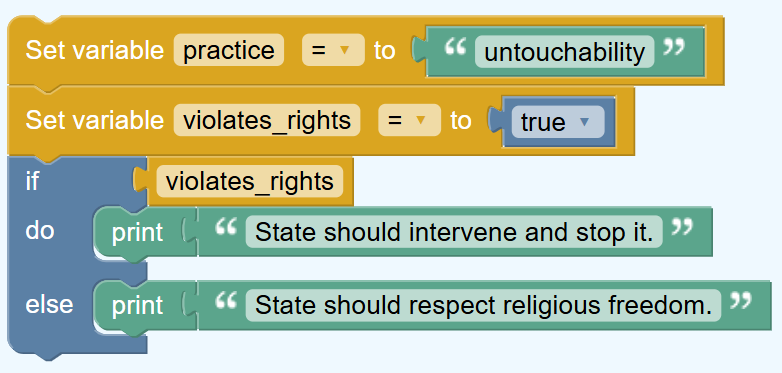 Set variable practice = ▾ to “ untouchability ”
Set variable violates_rights = ▾ to true ▾
if violates_rights
do print “ State should intervene and stop it. ”
else print “ State should respect religious freedom. ”